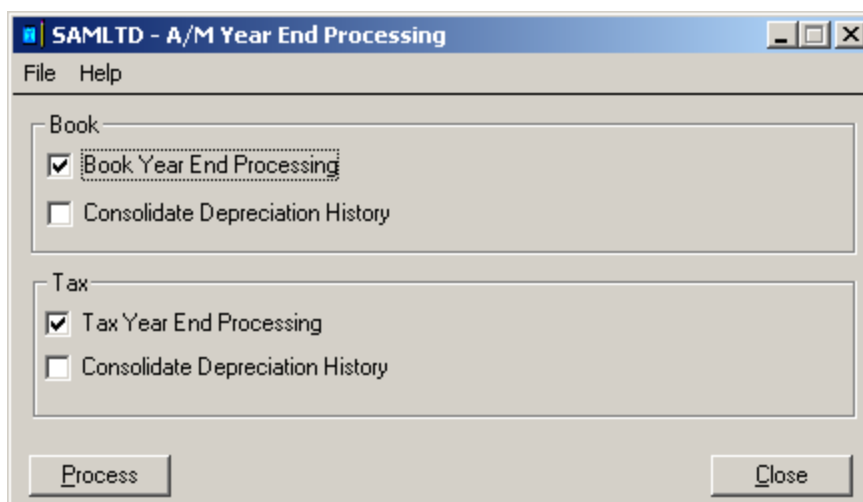 SAMLTD - A/M Year End Processing
File Help
Book
Book Year End Processing
Consolidate Depreciation History
Tax
Tax Year End Processing
Consolidate Depreciation History
Process Close